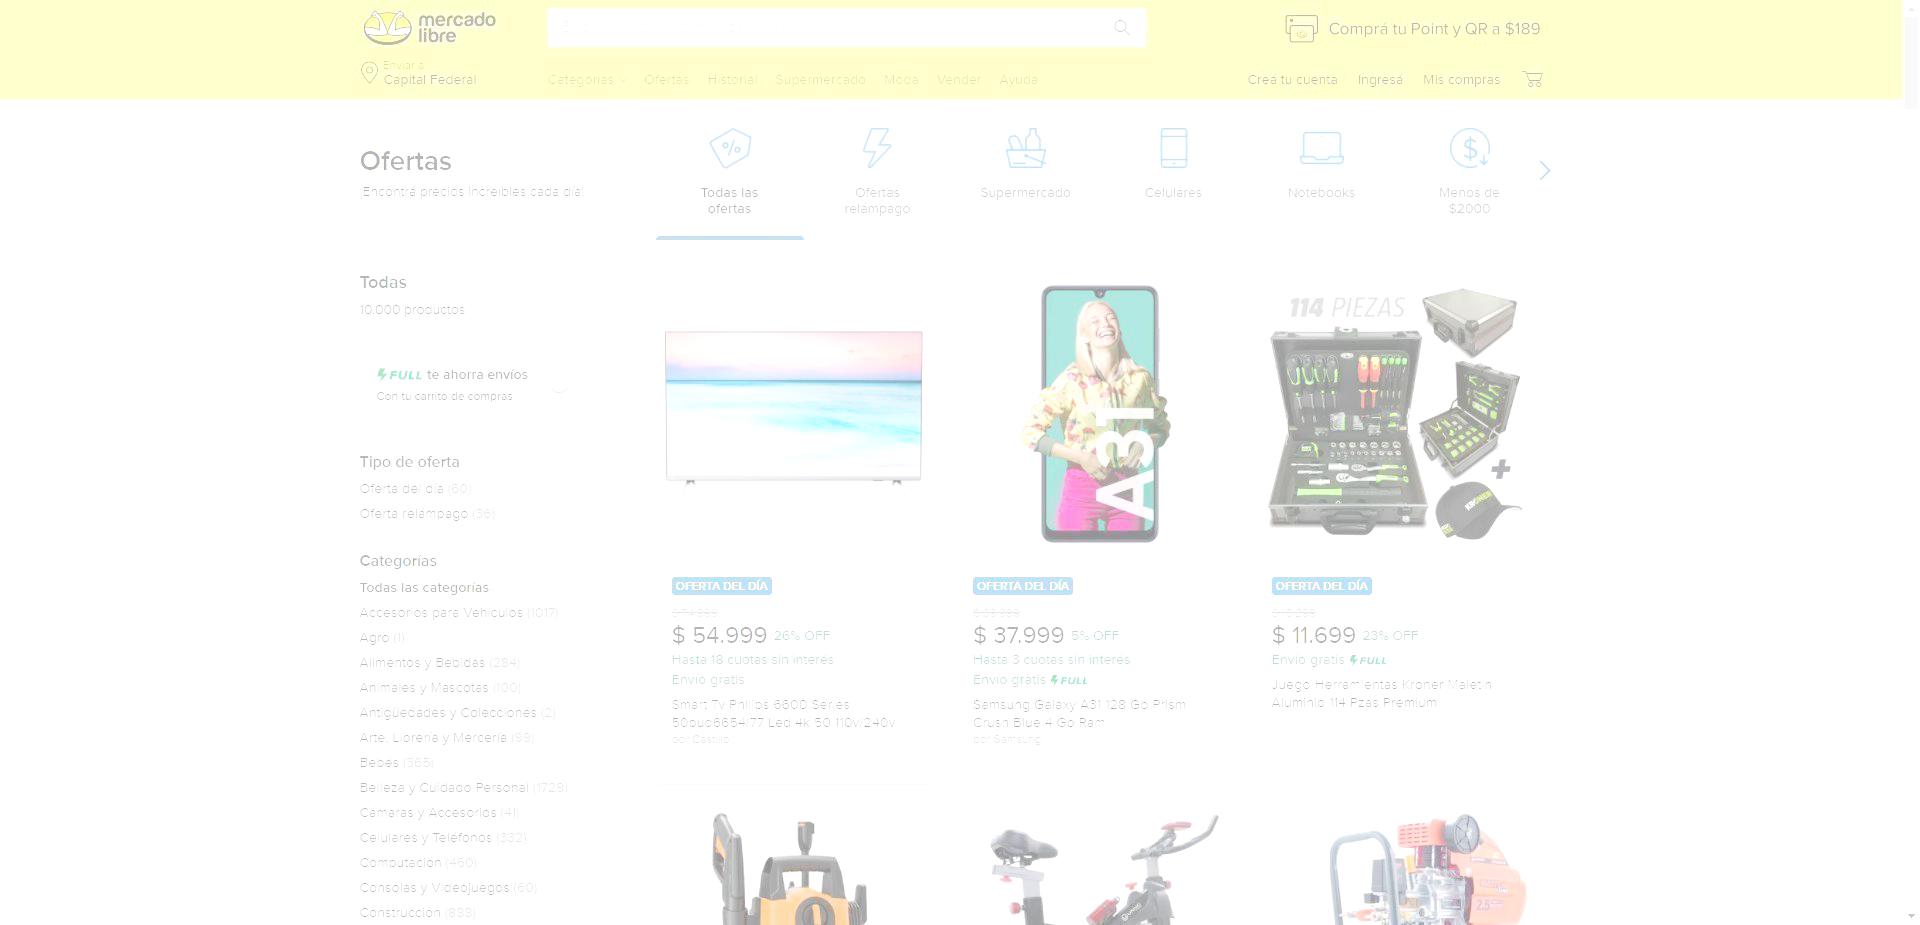 mercado
libre
Comprá tu Point y QR a $189
Enviar a
Capital Federal
Categorías
Ofertas
Historial
Supermercado
Moda
Vender
Ayuda
Creá tu cuenta
Ingresá
Mis compras
Ofertas
Encontrá precios increíbles cada día
Todas las
ofertas
Ofertas
relámpago
Supermercado
Celulares
Notebooks
Menos de
$2000
Todas
10.000 productos
FULL te ahorra envíos
Con tu carrito de compras
Tipo de oferta
Oferta del día (60)
Oferta relámpago (36)
Categorías
Todas las categorías
Accesorios para Vehículos (1017)
Agro (1)
Alimentos y Bebidas (284)
Animales y Mascotas (100)
Antigüedades y Colecciones (2)
Arte, Librería y Mercería (99)
Bebés (365)
Belleza y Cuidado Personal (1728)
Cámaras y Accesorios (41)
Celulares y Teléfonos (332)
Computación (460)
Consolas y Videojuegos (60)
Construcción (888)
OFERTA DEL DÍA
$ 54.999 26% OFF
Hasta 18 cuotas sin interés
Envío gratis
Smart Tv Philips 6600 Series
50pud6654/77 Led 4k 50 110v/240v
por Castillo
A31
OFERTA DEL DÍA
$ 37.999 5% OFF
Hasta 3 cuotas sin interés
Envío gratis FULL
Samsung Galaxy A31 128 Gb Prism
Crush Blue 4 Gb Ram
por Samsung
114 PIEZAS
KRÖNER
OFERTA DEL DÍA
$ 11.699 23% OFF
Envío gratis FULL
Juego Herramientas Kroner Maletin
Aluminio 114 Pzas Premium